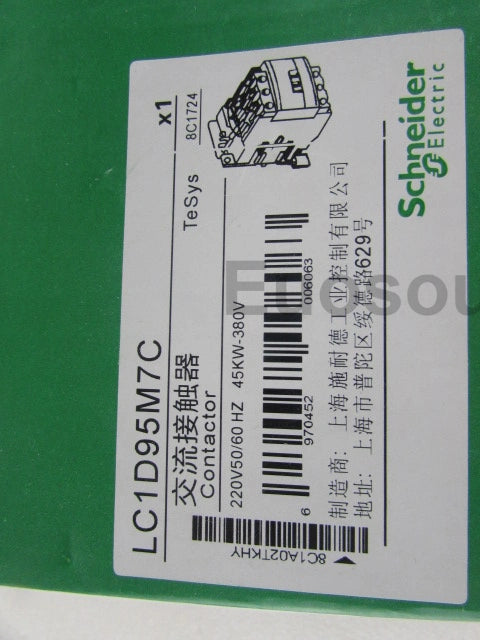 LC1D95M7C
x1
交流接触器
Contactor
TeSys
8C1724
220V50/60 HZ 45KW-380V
6 970452 006063
8C1A02TKHY
制造商: 上海施耐德工业控制有限公司
地址: 上海市普陀区绥德路629号
Schneider
Electric